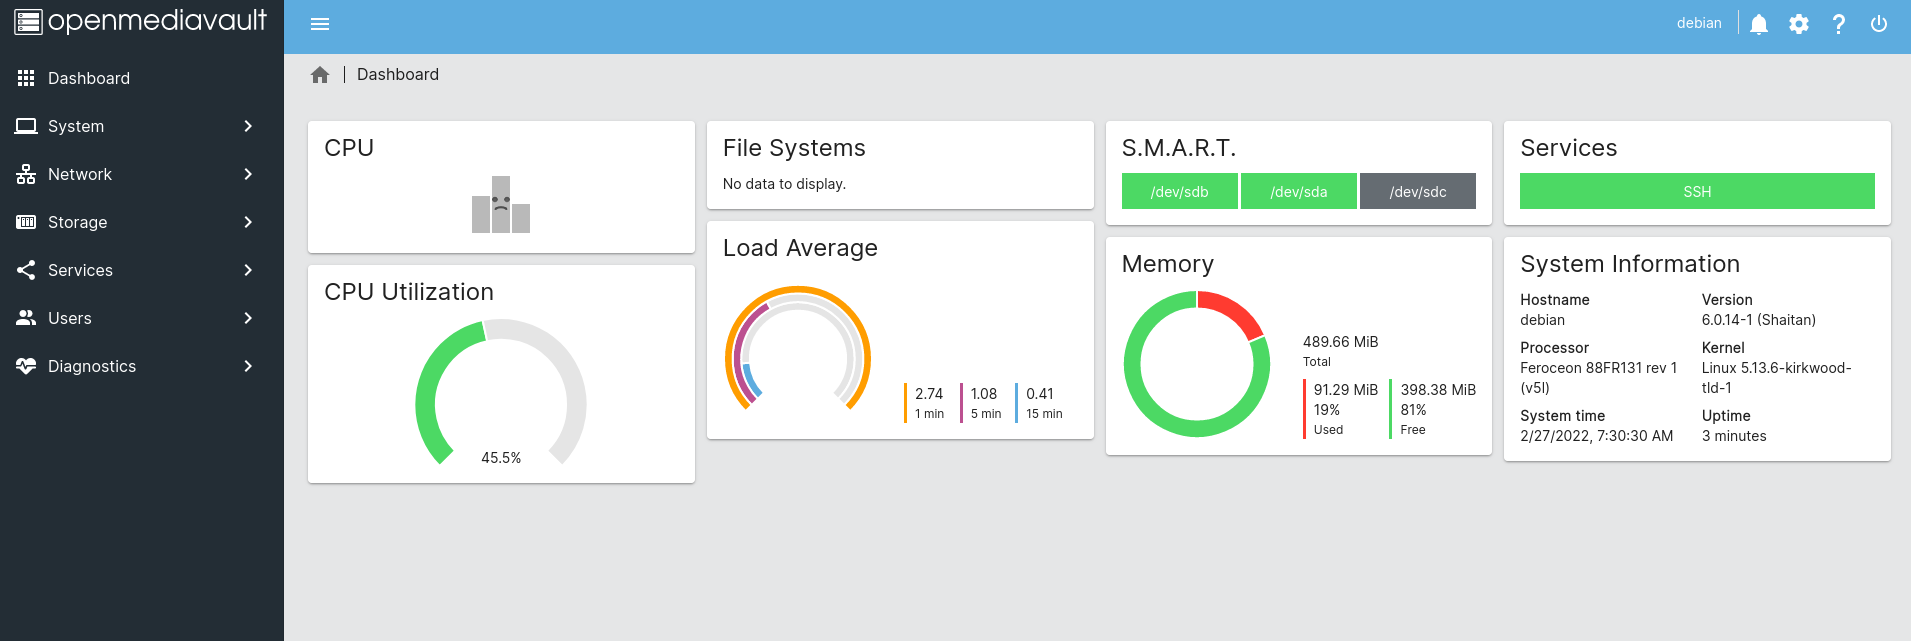 openmediavault
debian
Dashboard
System
Network
Storage
Services
Users
Diagnostics
Dashboard
CPU
CPU Utilization
45.5%
File Systems
No data to display.
Load Average
2.74
1 min
1.08
5 min
0.41
15 min
S.M.A.R.T.
/dev/sdb
/dev/sda
/dev/sdc
Memory
489.66 MiB
Total
91.29 MiB
19%
Used
398.38 MiB
81%
Free
Services
SSH
System Information
Hostname
debian
Version
6.0.14-1 (Shaitan)
Processor
Feroceon 88FR131 rev 1
(v5l)
Kernel
Linux 5.13.6-kirkwood-
tld-1
System time
2/27/2022, 7:30:30 AM
Uptime
3 minutes